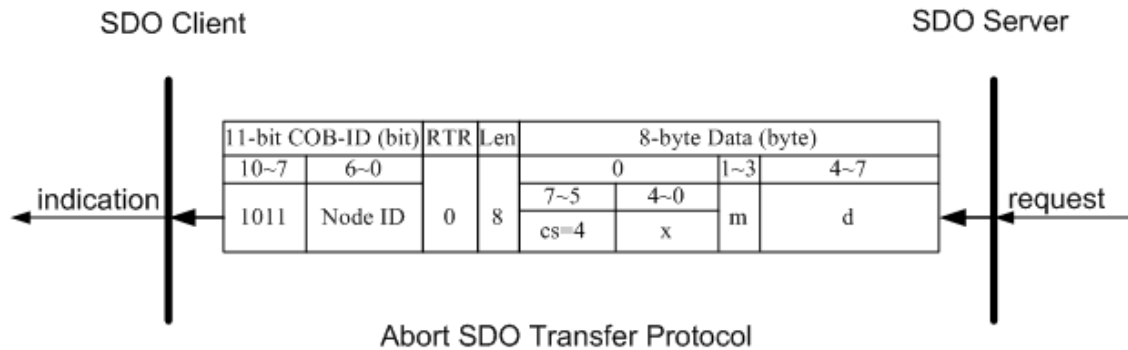 SDO Client
SDO Server
11-bit COB-ID (bit) RTR Len 8-byte Data (byte)
10~7 6~0 0 1~3 4~7
indication
request
7~5 4~0
1011 Node ID 0 8 m d
cs=4 x
Abort SDO Transfer Protocol